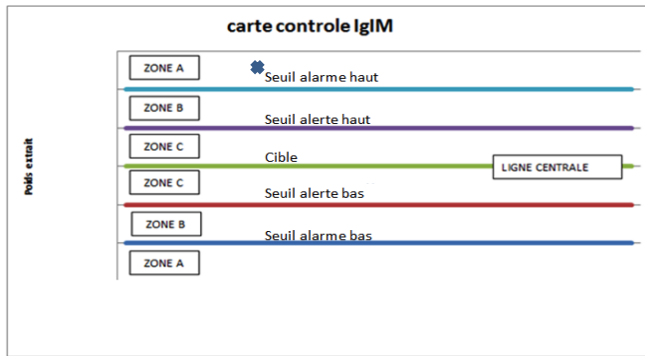 carte controle IgIM
ZONE A
Seuil alarme haut
ZONE B
Seuil alerte haut
ZONE C
Cible
LIGNE CENTRALE
ZONE C
Seuil alerte bas
ZONE B
Seuil alarme bas
ZONE A
Poids extrait